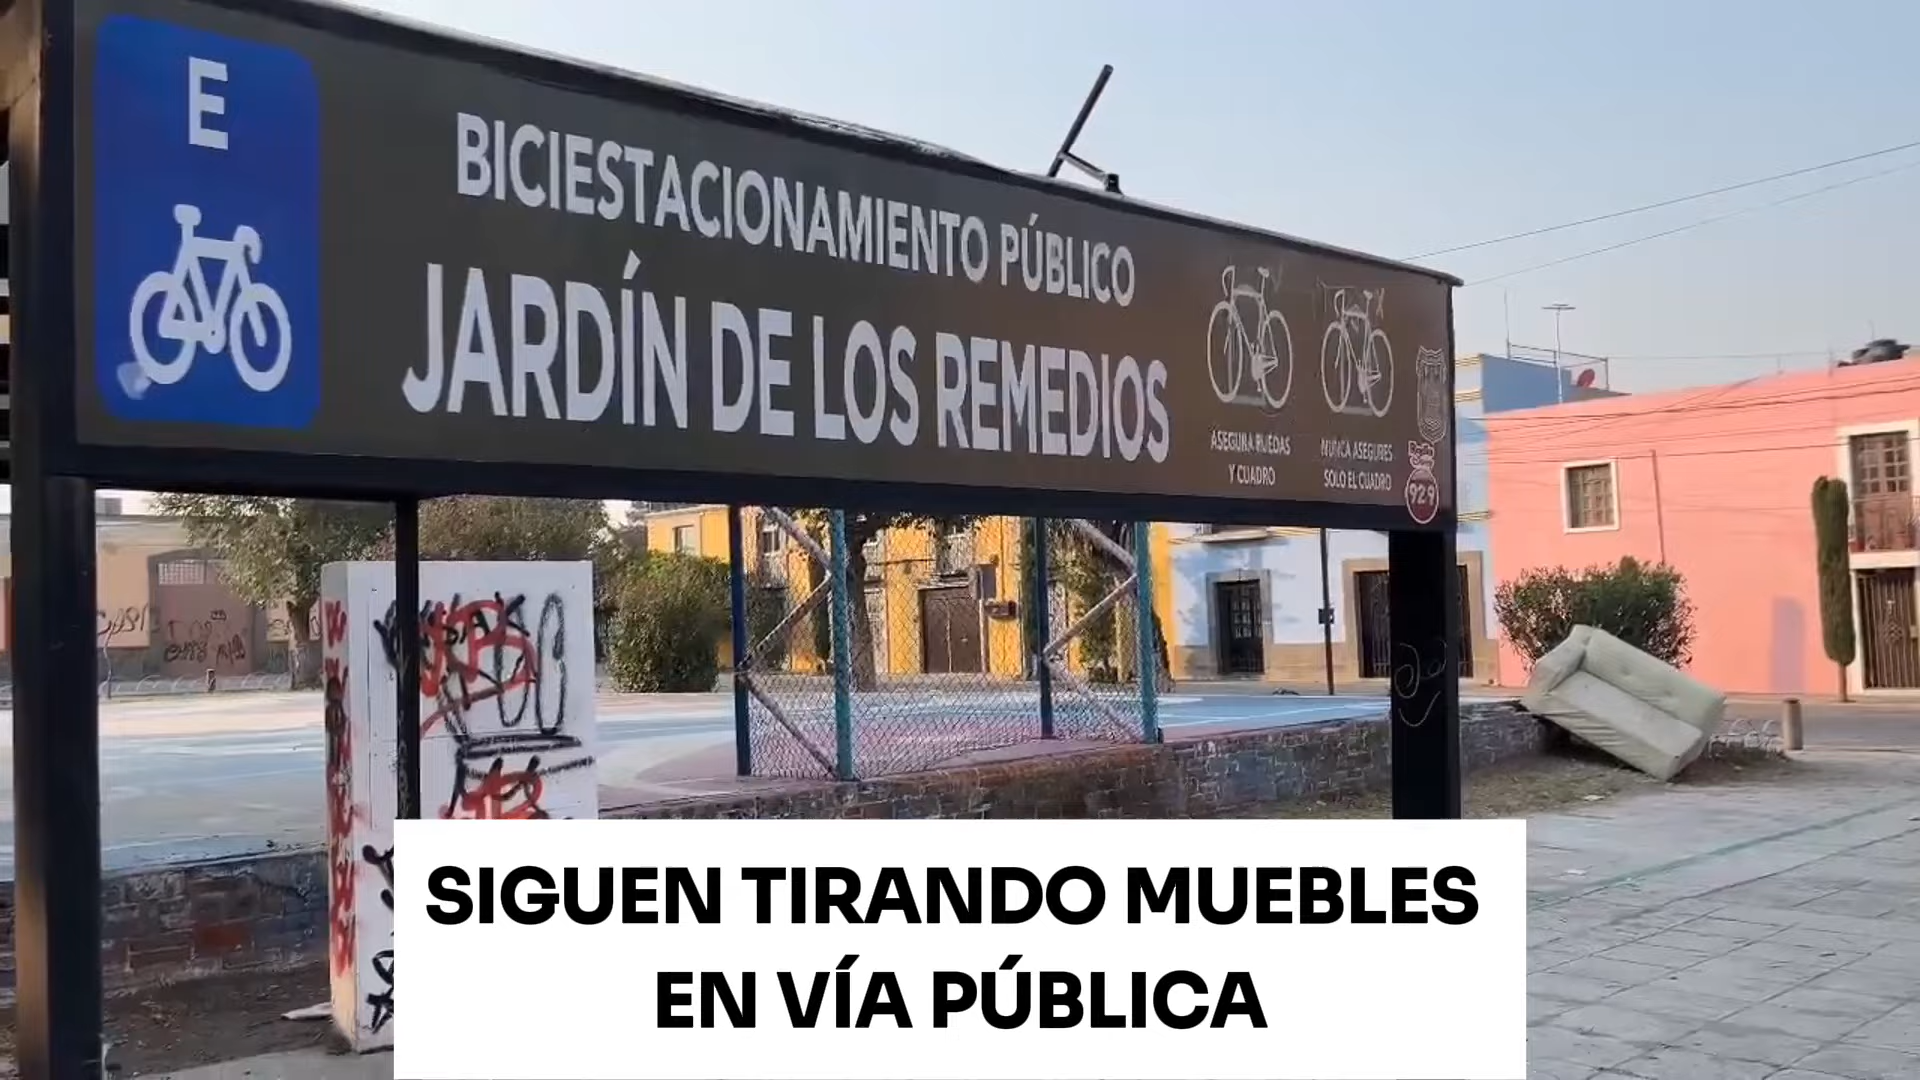 E
BICIESTACIONAMIENTO PÚBLICO
JARDÍN DE LOS REMEDIOS
ASEGURA RUEDAS
Y CUADRO
NUNCA ASEGURES
SOLO EL CUADRO
929
SIGUEN TIRANDO MUEBLES
EN VÍA PÚBLICA